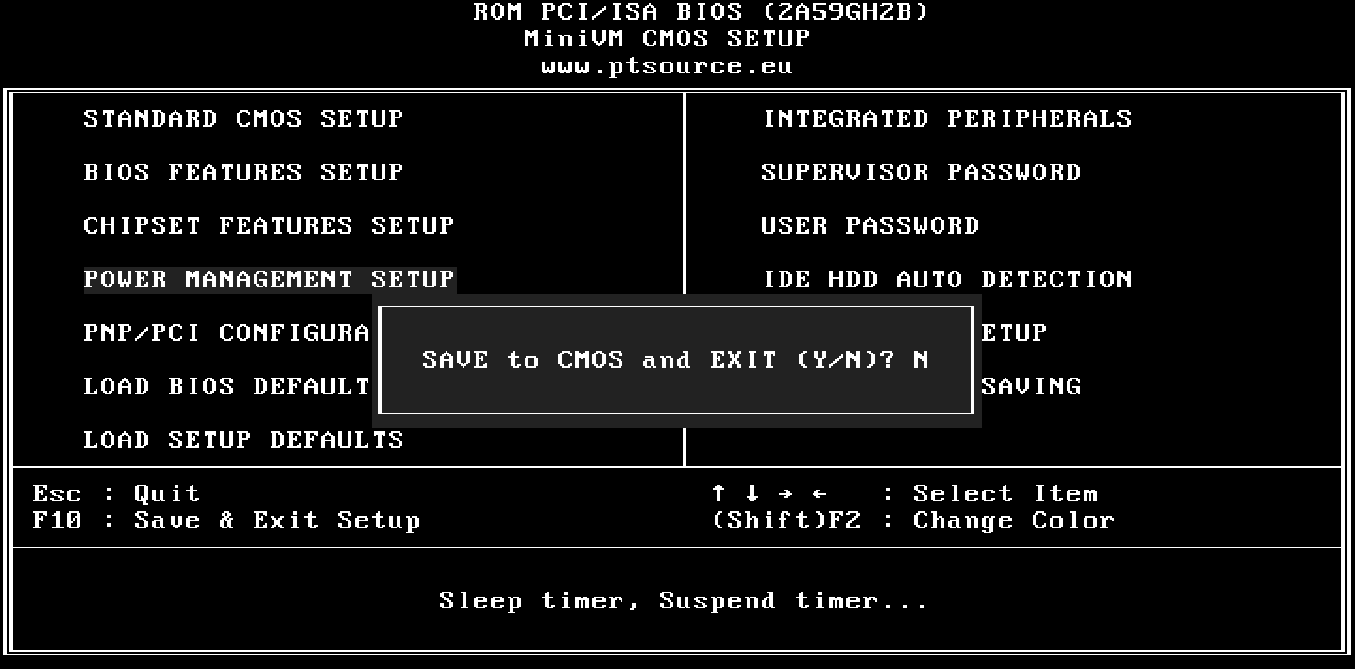 ROM PCI/ISA BIOS (2A59GH2B)
MiniVM CMOS SETUP
www.ptsource.eu
STANDARD CMOS SETUP
BIOS FEATURES SETUP
CHIPSET FEATURES SETUP
POWER MANAGEMENT SETUP
PNP/PCI CONFIGURA
LOAD BIOS DEFAULT
LOAD SETUP DEFAULTS
INTEGRATED PERIPHERALS
SUPERVISOR PASSWORD
USER PASSWORD
IDE HDD AUTO DETECTION
ETUP
SAVING
SAVE to CMOS and EXIT (Y/N)? N
Esc : Quit
F10 : Save & Exit Setup
↑ ↓ → ← : Select Item
(Shift)F2 : Change Color
Sleep timer, Suspend timer...